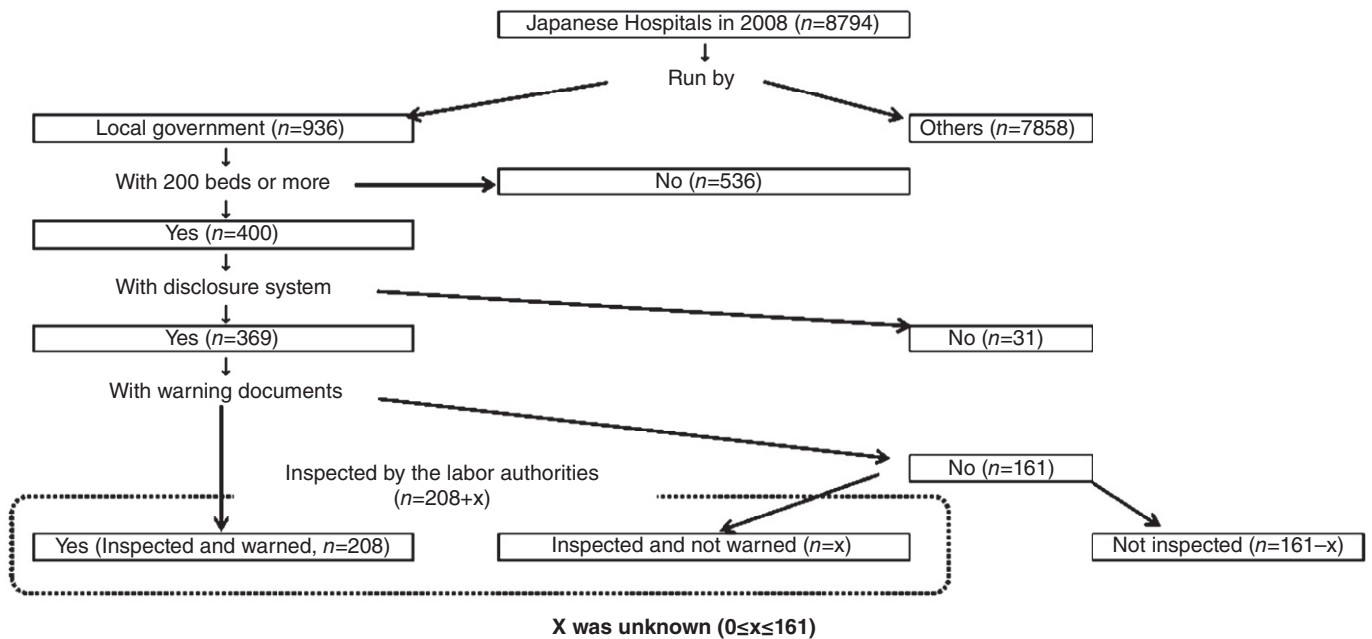 Japanese Hospitals in 2008 (n=8794)
Run by
Local government (n=936)
Others (n=7858)
With 200 beds or more
No (n=536)
Yes (n=400)
With disclosure system
Yes (n=369)
No (n=31)
With warning documents
Inspected by the labor authorities
(n=208+x)
No (n=161)
Yes (Inspected and warned, n=208)
Inspected and not warned (n=x)
Not inspected (n=161–x)
X was unknown (0≤x≤161)